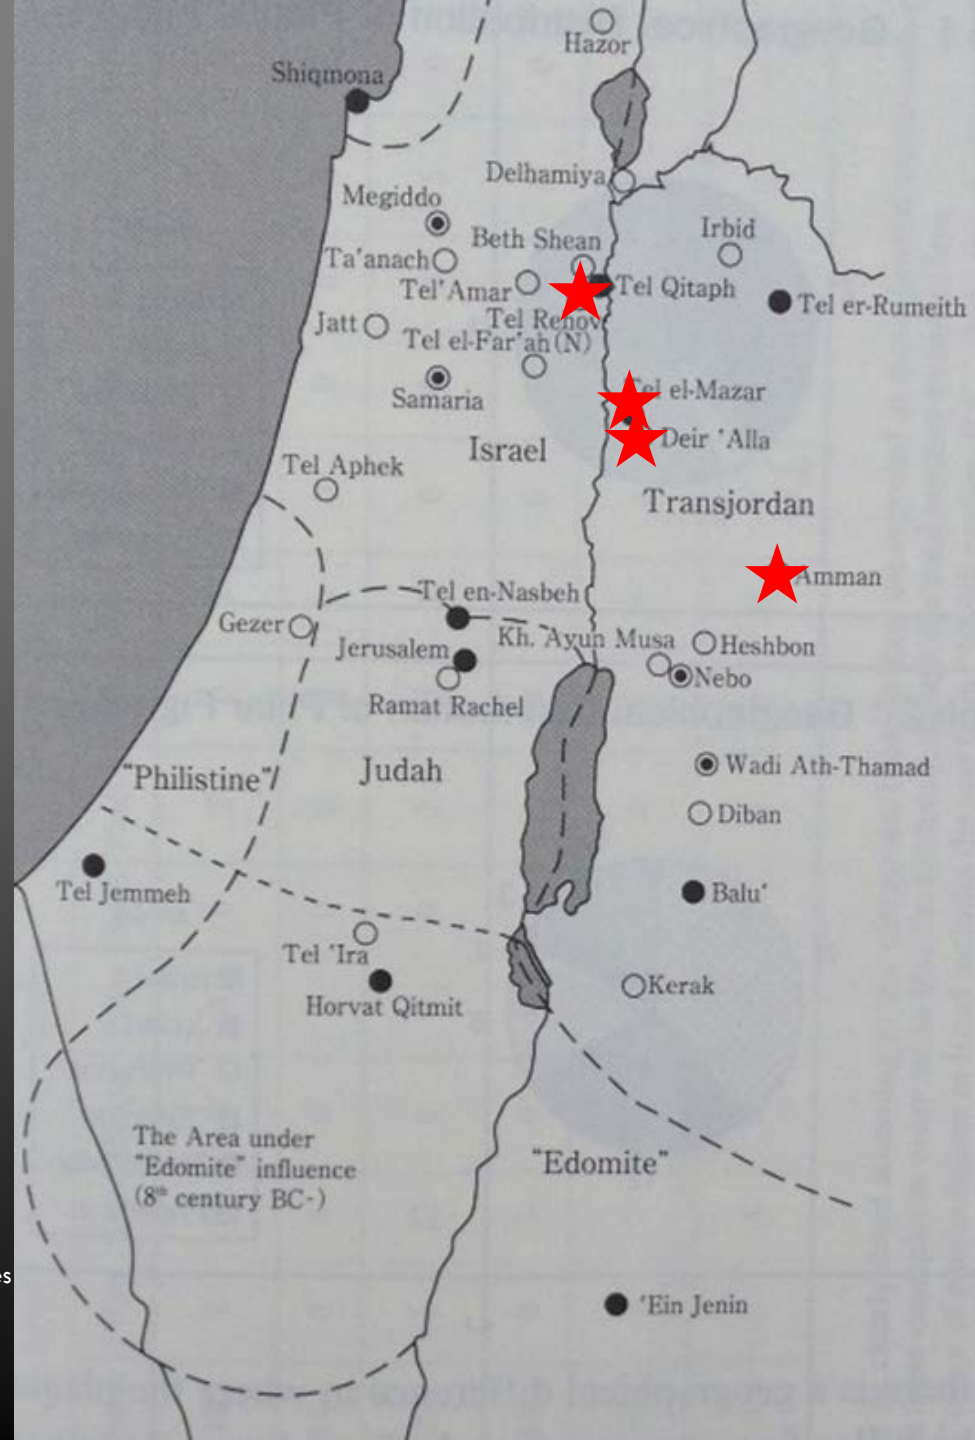 Hazor
Shiqmona
Delhamiya
Megiddo
Irbid
Beth Shean
Ta'anach
Tel 'Amar
Tel Qitaph
Tel er-Rumeith
Jatt
Tel Rehov
Tel el-Far'ah (N)
Samaria
Tel el-Mazar
Deir 'Alla
Israel
Tel Aphek
Transjordan
Amman
Tel en-Nasbeh
Gezer
Kh. Ayun Musa
Heshbon
Jerusalem
Nebo
Ramat Rachel
"Philistine"
Judah
Wadi Ath-Thamad
Diban
Tel Jemmeh
Balu'
Tel 'Ira
Kerak
Horvat Qitmit
The Area under
"Edomite" influence
(8th century BC-)
"Edomite"
'Ein Jenin